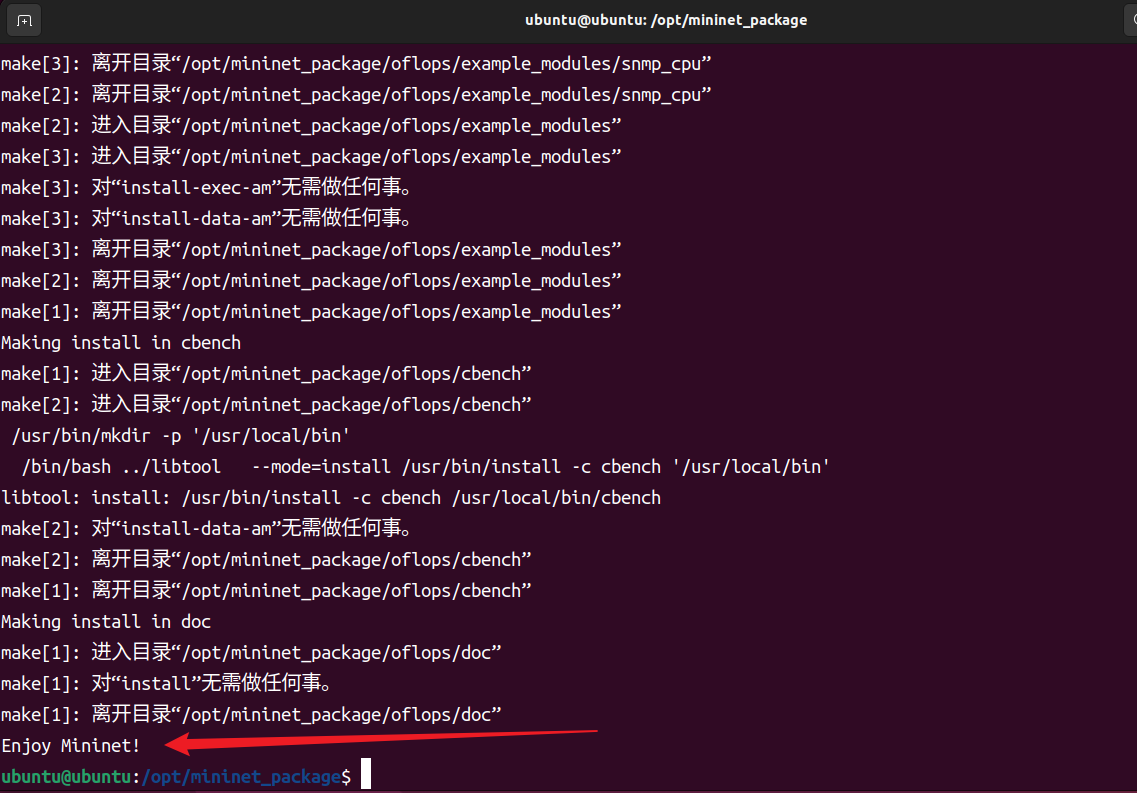 ubuntu@ubuntu: /opt/mininet_package
make[3]: 离开目录“/opt/mininet_package/oflops/example_modules/snmp_cpu”
make[2]: 离开目录“/opt/mininet_package/oflops/example_modules/snmp_cpu”
make[2]: 进入目录“/opt/mininet_package/oflops/example_modules”
make[3]: 进入目录“/opt/mininet_package/oflops/example_modules”
make[3]: 对“install-exec-am”无需做任何事。
make[3]: 对“install-data-am”无需做任何事。
make[3]: 离开目录“/opt/mininet_package/oflops/example_modules”
make[2]: 离开目录“/opt/mininet_package/oflops/example_modules”
make[1]: 离开目录“/opt/mininet_package/oflops/example_modules”
Making install in cbench
make[1]: 进入目录“/opt/mininet_package/oflops/cbench”
make[2]: 进入目录“/opt/mininet_package/oflops/cbench”
 /usr/bin/mkdir -p '/usr/local/bin'
  /bin/bash ../libtool   --mode=install /usr/bin/install -c cbench '/usr/local/bin'
libtool: install: /usr/bin/install -c cbench /usr/local/bin/cbench
make[2]: 对“install-data-am”无需做任何事。
make[2]: 离开目录“/opt/mininet_package/oflops/cbench”
make[1]: 离开目录“/opt/mininet_package/oflops/cbench”
Making install in doc
make[1]: 进入目录“/opt/mininet_package/oflops/doc”
make[1]: 对“install”无需做任何事。
make[1]: 离开目录“/opt/mininet_package/oflops/doc”
Enjoy Mininet!
ubuntu@ubuntu:/opt/mininet_package$